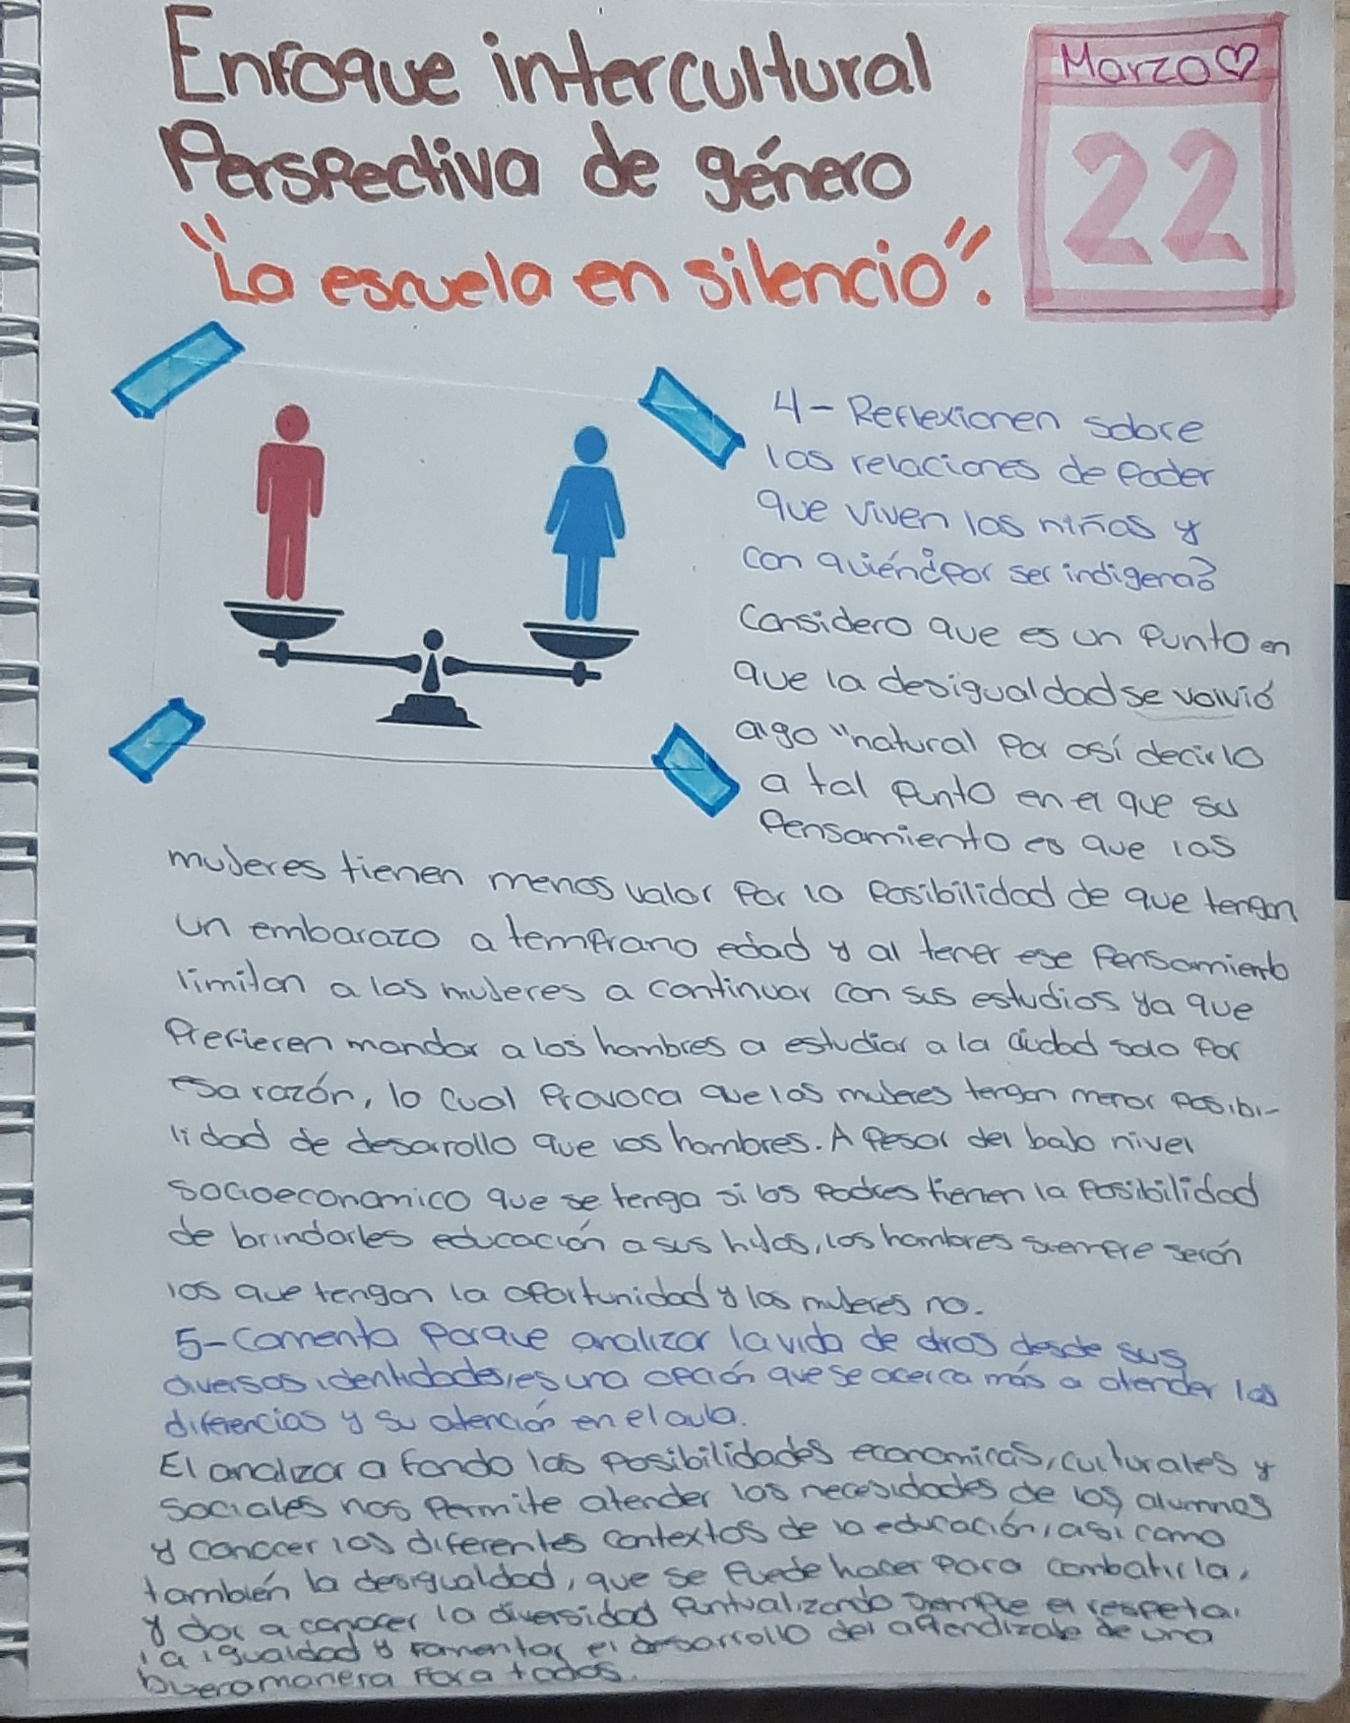 Enfoque intercultural
Perspectiva de género
"La escuela en silencio".
Marzo
22
4- Reflexionen sobre
las relaciones de poder
que viven los niños y
con quién ¿por ser indigena?
Considero que es un punto en
que la desigualdad se volvió
algo "natural por así decirlo
a tal punto en el que su
pensamiento es que las
mujeres tienen menos valor por la posibilidad de que tengan
un embarazo a temprano edad y al tener ese pensamiento
limitan a las mujeres a continuar con sus estudios ya que
prefieren mandar a los hombres a estudiar a la ciudad solo por
esa razón, lo cual provoca que las mujeres tengan menor posibi-
lidad de desarrollo que los hombres. A pesar del bajo nivel
socioeconomico que se tenga si los padres tienen la posibilidad
de brindarles educación a sus hijos, los hombres siempre serán
los que tengan la oportunidad y las mujeres no.
5- Comenta porque analizar la vida de otros desde sus
diversas identidades, es una opción que se acerca más a atender las
diferencias y su atención en el aula.
El analizar a fondo las posibilidades economicas, culturales y
sociales nos permite atender las necesidades de los alumnos
y conocer los diferentes contextos de la educación, asi como
también la desigualdad, que se puede hacer para combatirla,
y dar a conocer la diversidad puntualizando siempre el respeto,
la igualdad y fomentar el desarrollo del aprendizaje de una
buena manera para todos.